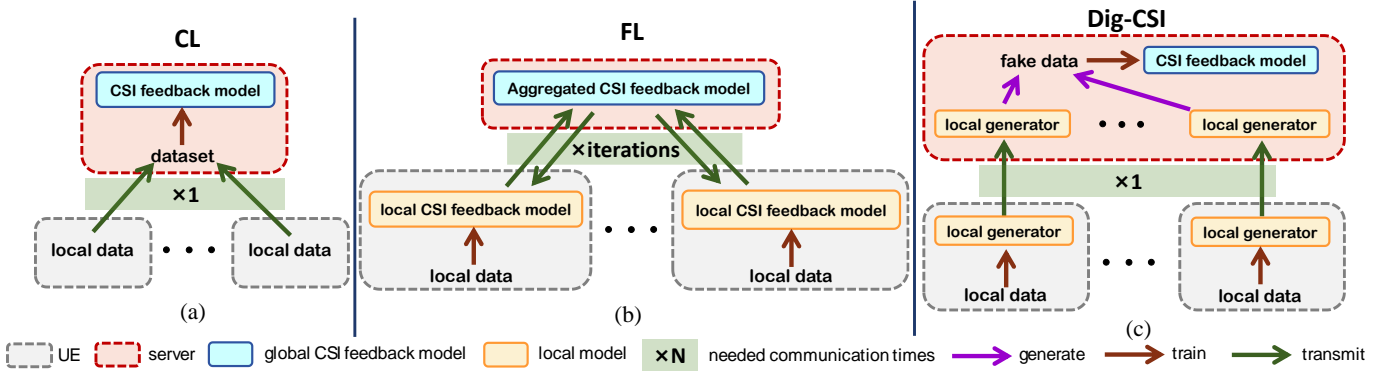 CL
CSI feedback model
dataset
×1
local data
local data
(a)
FL
Aggregated CSI feedback model
×iterations
local CSI feedback model
local CSI feedback model
local data
local data
(b)
Dig-CSI
fake data
CSI feedback model
local generator
local generator
×1
local generator
local generator
local data
local data
(c)
UE
server
global CSI feedback model
local model
×N
needed communication times
generate
train
transmit